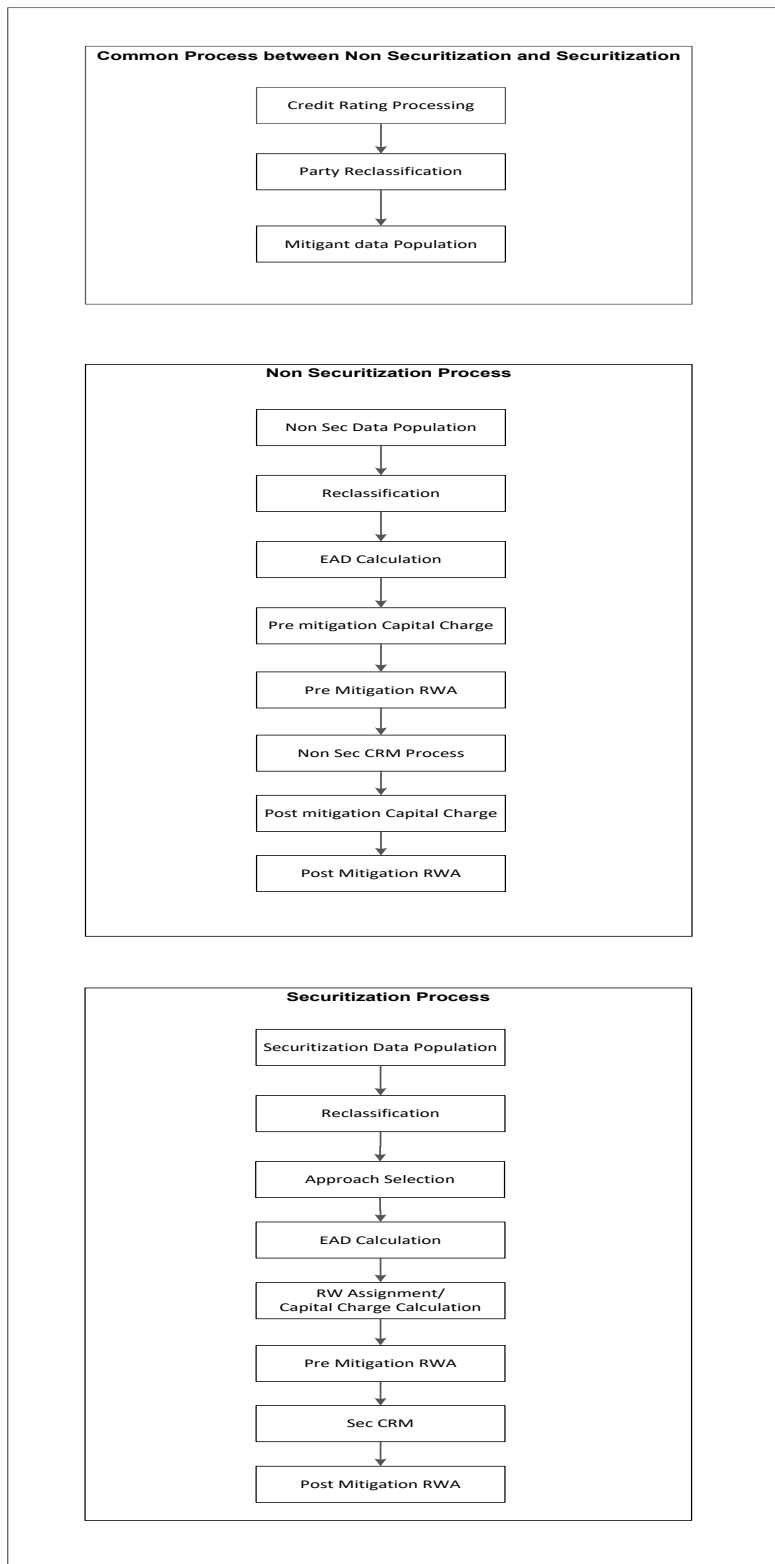 Common Process between Non Securitization and Securitization
Credit Rating Processing
Party Reclassification
Mitigant data Population
Non Securitization Process
Non Sec Data Population
Reclassification
EAD Calculation
Pre mitigation Capital Charge
Pre Mitigation RWA
Non Sec CRM Process
Post mitigation Capital Charge
Post Mitigation RWA
Securitization Process
Securitization Data Population
Reclassification
Approach Selection
EAD Calculation
RW Assignment/
Capital Charge Calculation
Pre Mitigation RWA
Sec CRM
Post Mitigation RWA